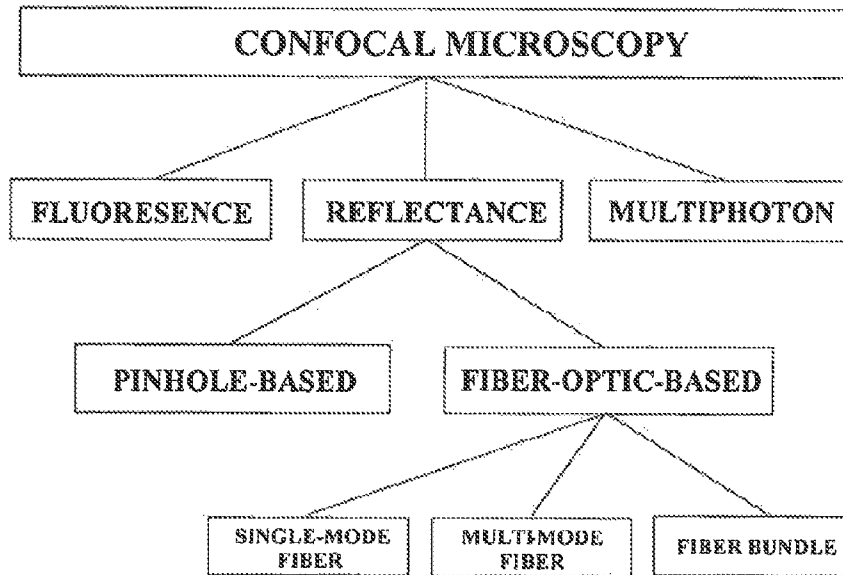 CONFOCAL MICROSCOPY
FLUORESENCE
REFLECTANCE
MULTIPHOTON
PINHOLE-BASED
FIBER-OPTIC-BASED
SINGLE-MODE
FIBER
MULTI-MODE
FIBER
FIBER BUNDLE